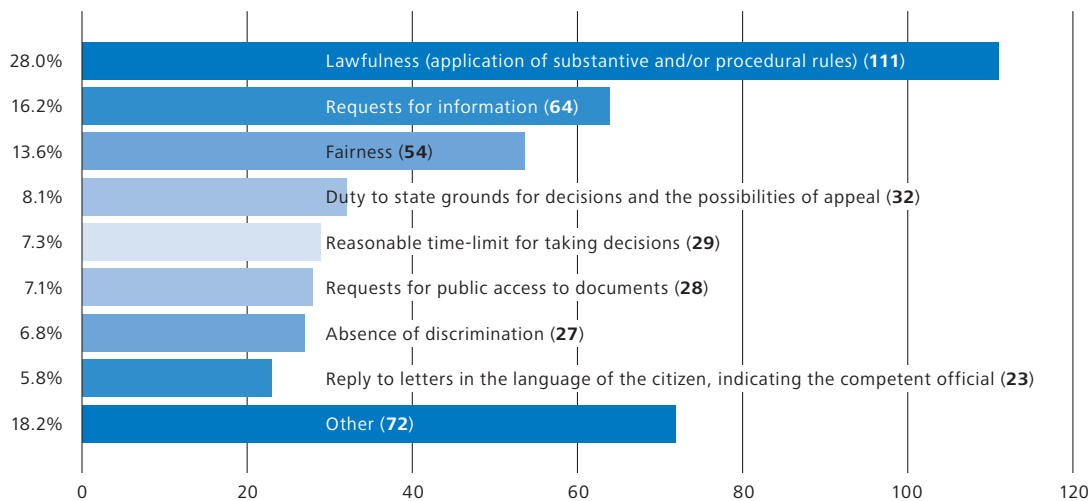 28.0% Lawfulness (application of substantive and/or procedural rules) (111)
16.2% Requests for information (64)
13.6% Fairness (54)
8.1% Duty to state grounds for decisions and the possibilities of appeal (32)
7.3% Reasonable time-limit for taking decisions (29)
7.1% Requests for public access to documents (28)
6.8% Absence of discrimination (27)
5.8% Reply to letters in the language of the citizen, indicating the competent official (23)
18.2% Other (72)
0 20 40 60 80 100 120